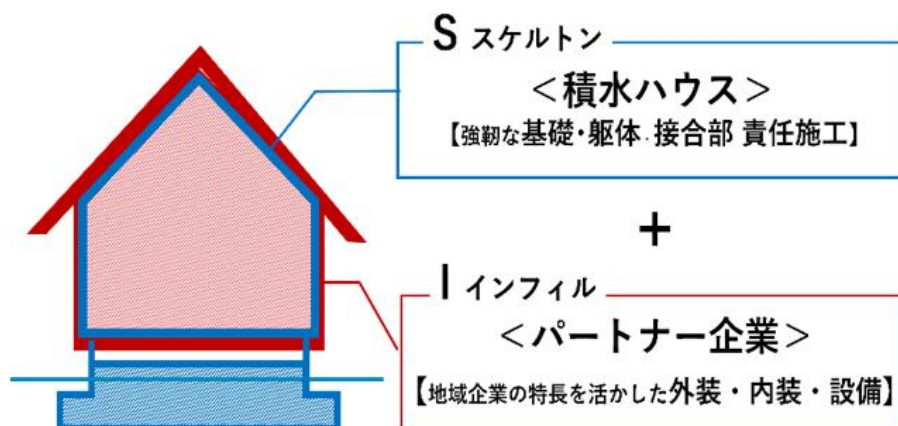 S スケルトン
＜積水ハウス＞
【強靭な基礎・躯体・接合部 責任施工】
+
I インフィル
＜パートナー企業＞
【地域企業の特長を活かした外装・内装・設備】